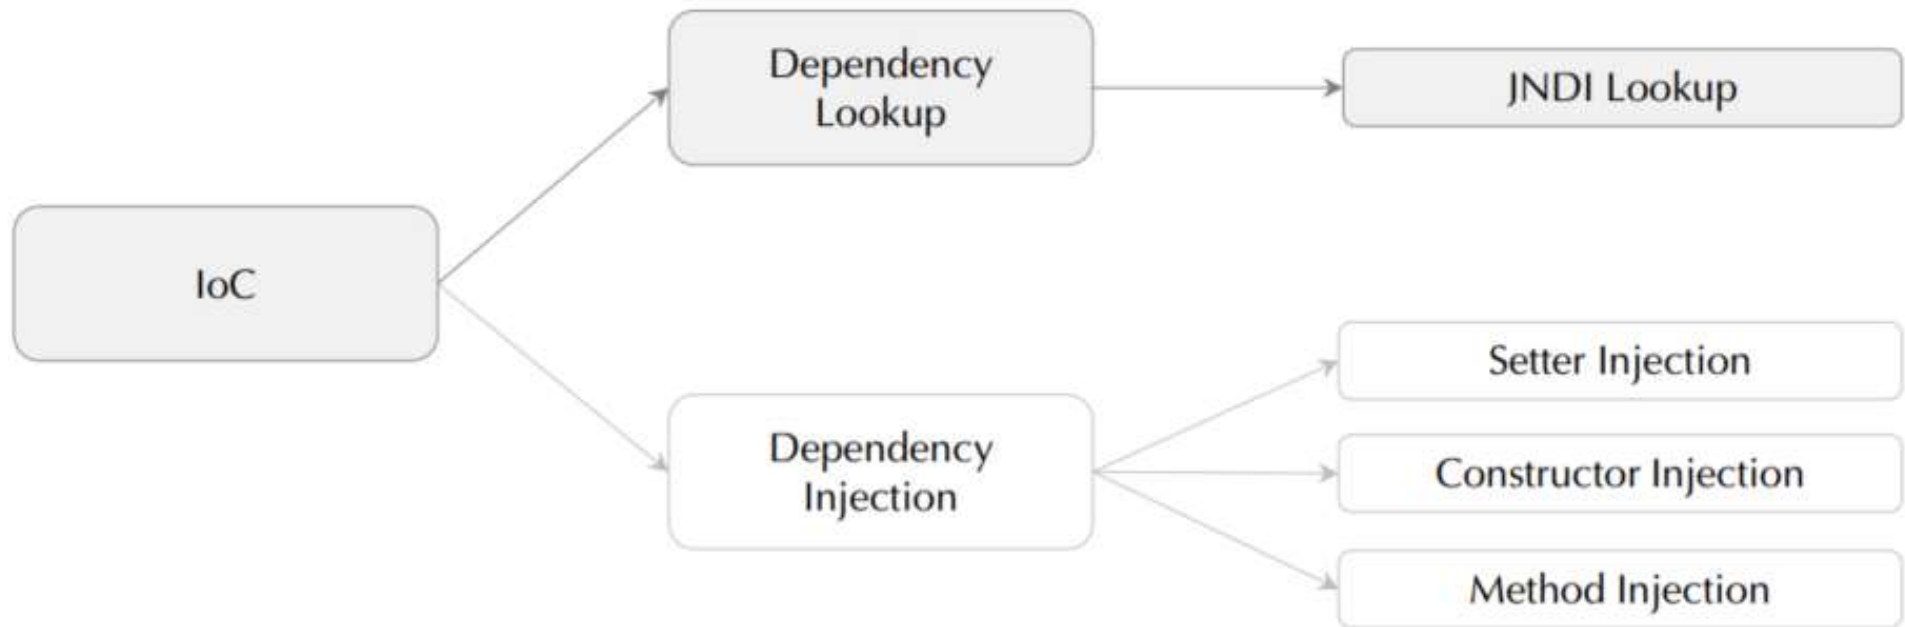 Dependency
Lookup
JNDI Lookup
IoC
Setter Injection
Dependency
Injection
Constructor Injection
Method Injection